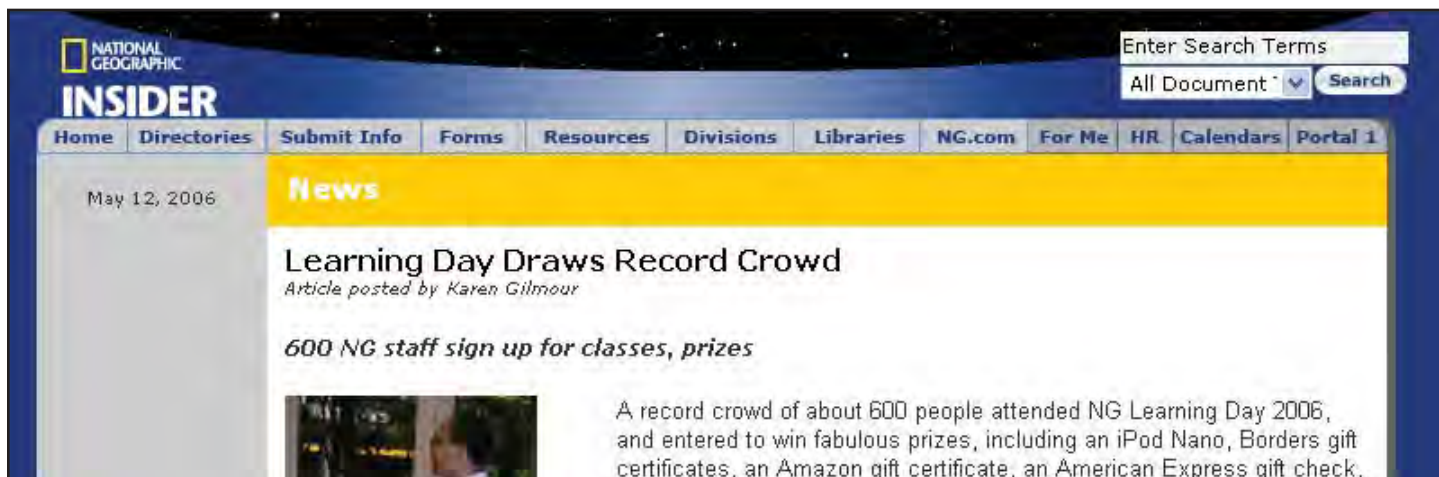 NATIONAL
GEOGRAPHIC
INSIDER
Enter Search Terms
All Document
Search
Home Directories Submit Info Forms Resources Divisions Libraries NG.com For Me HR Calendars Portal 1
May 12, 2006
News
Learning Day Draws Record Crowd
Article posted by Karen Gilmour
600 NG staff sign up for classes, prizes
A record crowd of about 600 people attended NG Learning Day 2006,
and entered to win fabulous prizes, including an iPod Nano, Borders gift
certificates, an Amazon gift certificate, an American Express gift check,